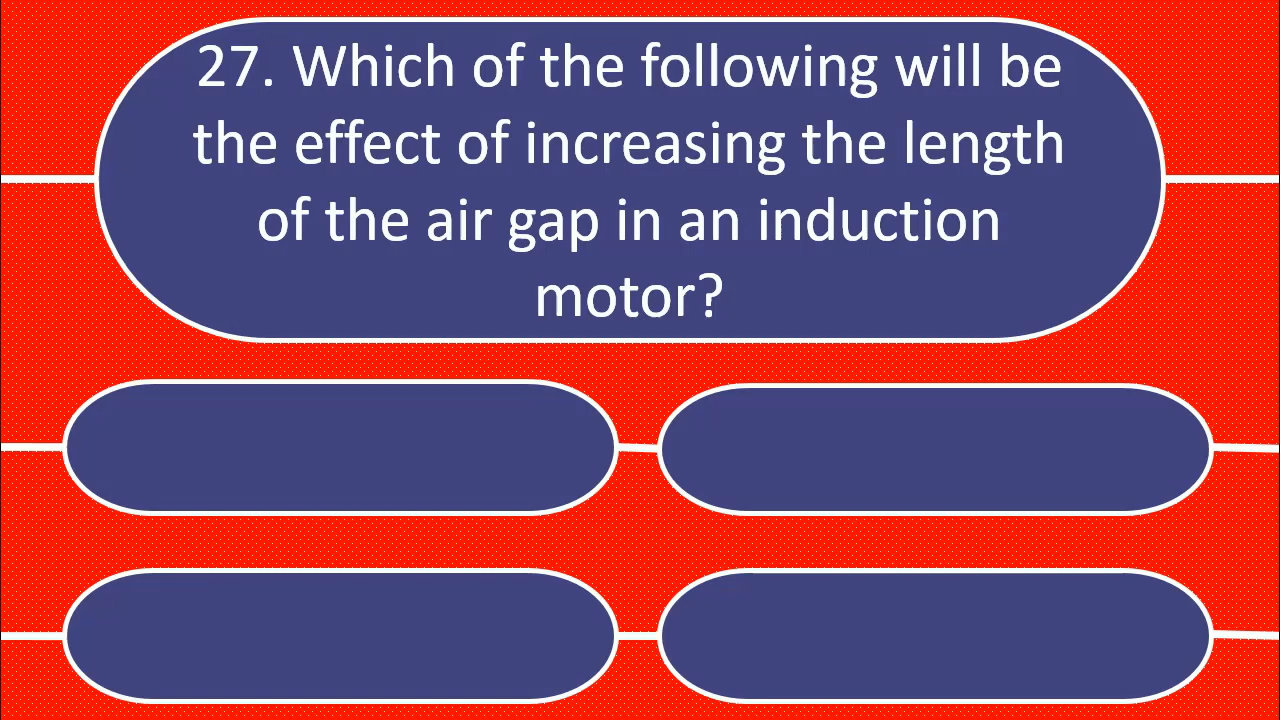 27. Which of the following will be
the effect of increasing the length
of the air gap in an induction
motor?